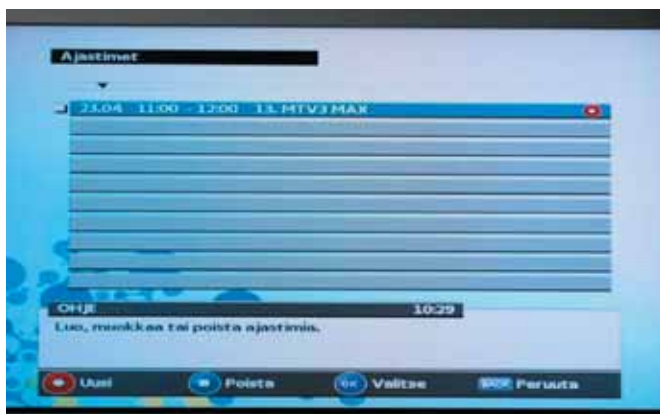 Ajastimet
23.04 11:00 - 12:00 13. MTV3 MAX
OHJE 10:29
Luo, muokkaa tai poista ajastimia.
Uusi Poista OK Valitse BACK Peruuta